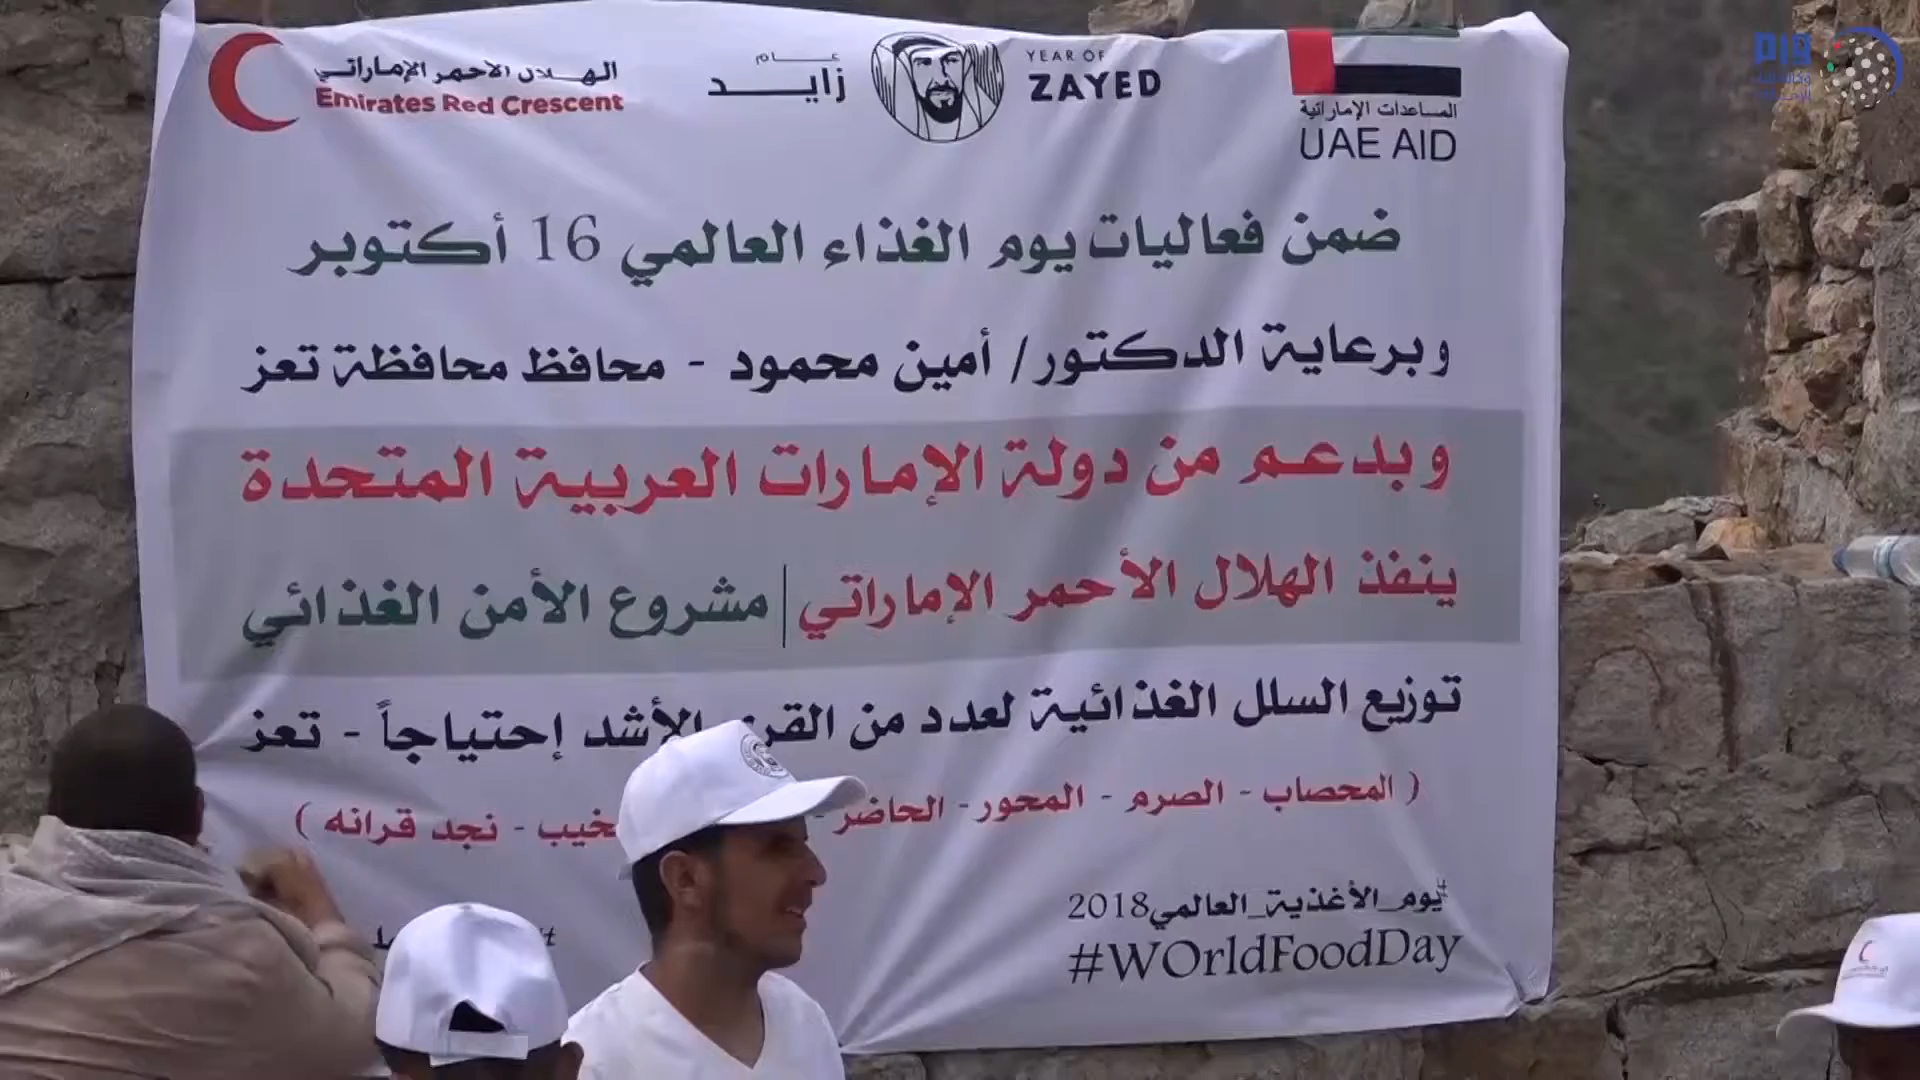 الهلال الاحمر الإماراتي
Emirates Red Crescent
عام
زايد
YEAR OF
ZAYED
المساعدات الإماراتية
UAE AID
وام
ضمن فعاليات يوم الغذاء العالمي 16 أكتوبر
وبرعاية الدكتور/ أمين محمود - محافظ محافظة تعز
وبدعم من دولة الإمارات العربية المتحدة
ينفذ الهلال الأحمر الإماراتي | مشروع الأمن الغذائي
توزيع السلل الغذائية لعدد من القرى الأشد إحتياجاً - تعز
( المحصاب - الصرم - المحور - الحاضر - - نجد قرانه )
#يوم_الأغذية_العالمي2018
#WOrldFoodDay